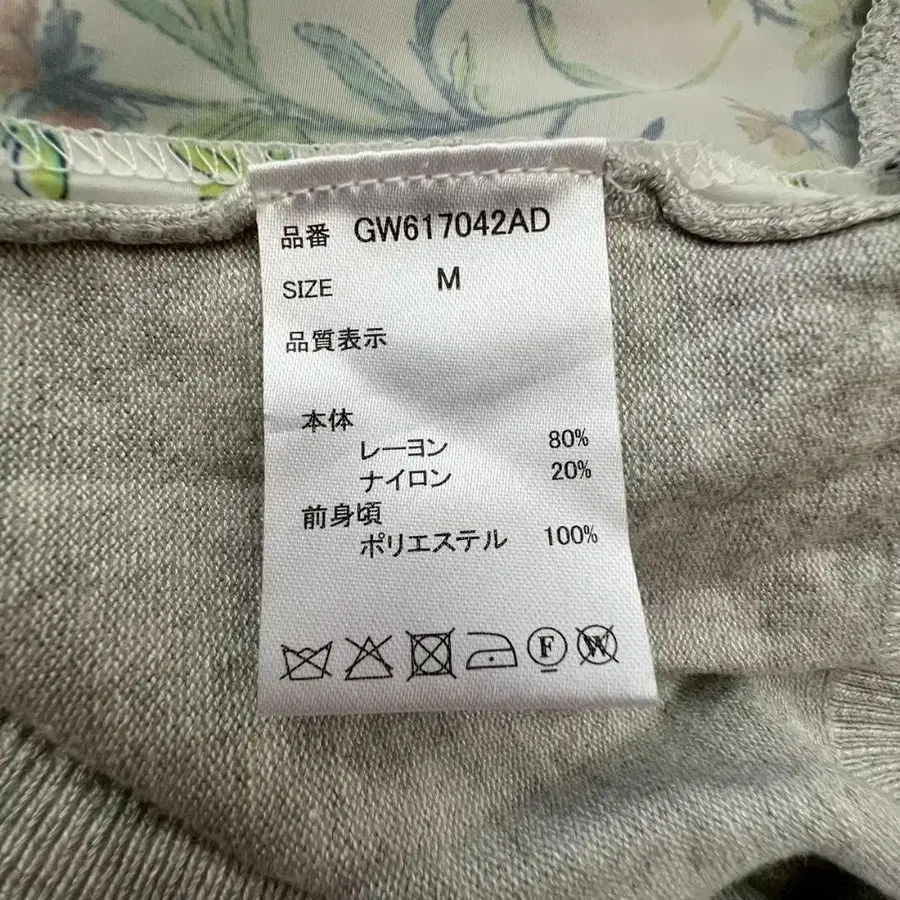 品番 GW617042AD
SIZE M
品質表示
本体
レーヨン 80%
ナイロン 20%
前身頃
ポリエステル 100%
F W